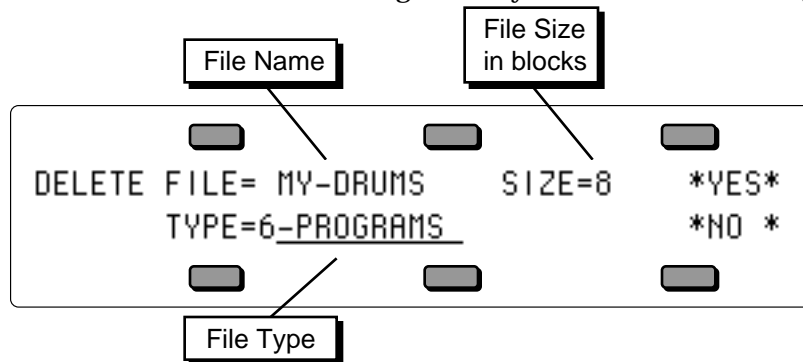 File Name
File Size
in blocks
DELETE FILE= MY-DRUMS SIZE=8 *YES*
TYPE=6-PROGRAMS *NO *
File Type